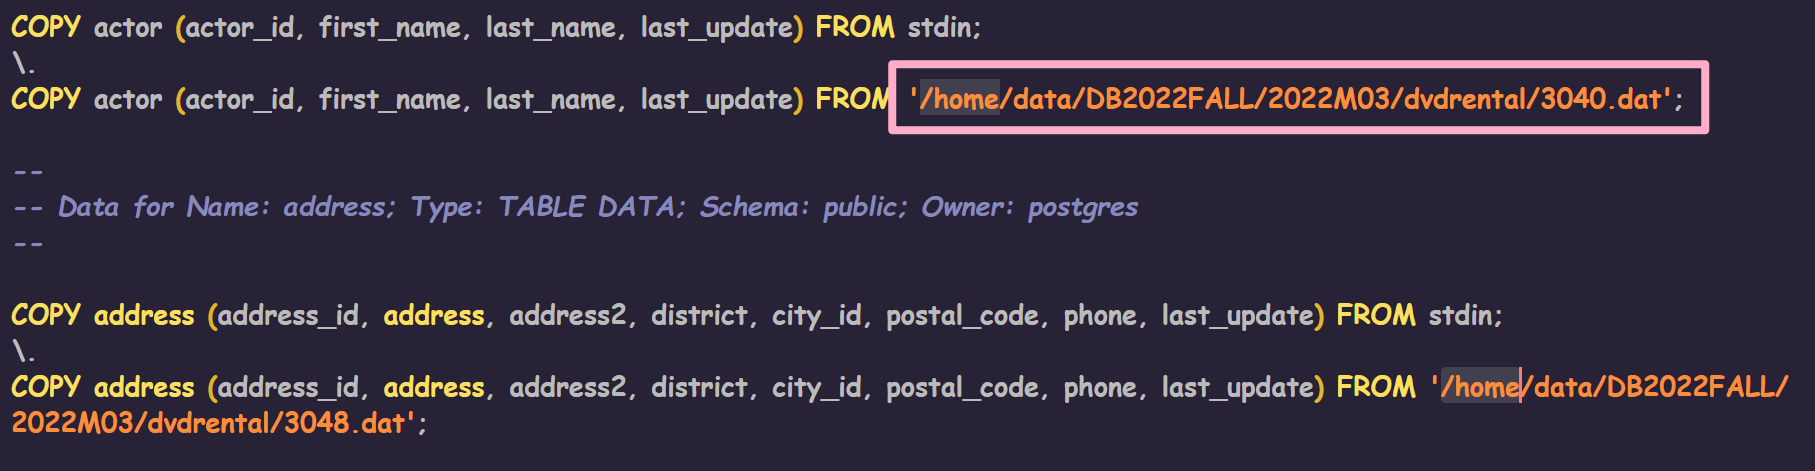 COPY actor (actor_id, first_name, last_name, last_update) FROM stdin;
\.
COPY actor (actor_id, first_name, last_name, last_update) FROM '/home/data/DB2022FALL/2022M03/dvdrental/3040.dat';
--
-- Data for Name: address; Type: TABLE DATA; Schema: public; Owner: postgres
--
COPY address (address_id, address, address2, district, city_id, postal_code, phone, last_update) FROM stdin;
\.
COPY address (address_id, address, address2, district, city_id, postal_code, phone, last_update) FROM '/home/data/DB2022FALL/
2022M03/dvdrental/3048.dat';